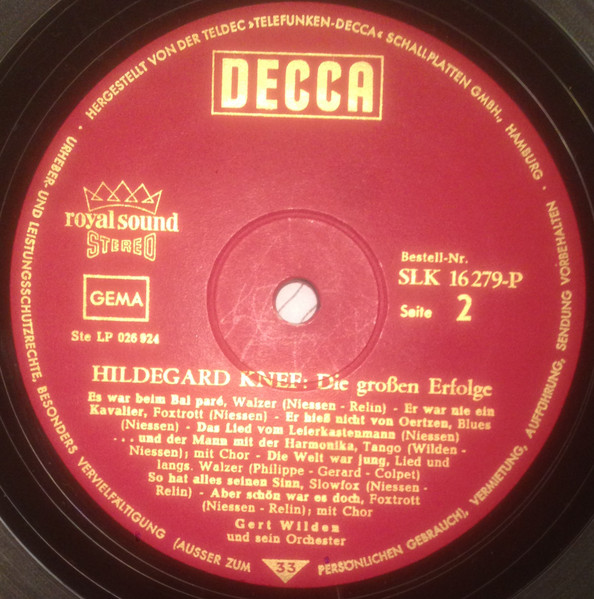 HERGESTELLT VON DER TELDEC »TELEFUNKEN-DECCA« SCHALLPLATTEN GMBH., HAMBURG •
DECCA
royal sound
STEREO
GEMA
Ste LP 026 924
Bestell-Nr.
SLK 16 279-P
Seite 2
HILDEGARD KNEF: Die großen Erfolge
Es war beim Bal paré, Walzer (Niessen - Relin) - Er war nie ein
Kavalier, Foxtrott (Niessen) - Er hieß nicht von Oertzen, Blues
(Niessen) - Das Lied vom Leierkastenmann (Niessen)
... und der Mann mit der Harmonika, Tango (Wilden -
Niessen); mit Chor - Die Welt war jung, Lied und
langs. Walzer (Philippe - Gerard - Colpet)
So hat alles seinen Sinn, Slowfox (Niessen -
Relin) - Aber schön war es doch, Foxtrott
(Niessen - Relin); mit Chor
Gert Wilden
und sein Orchester
33
URHEBER- UND LEISTUNGSSCHUTZRECHTE, BESONDERS VERVIELFÄLTIGUNG (AUSSER ZUM PERSÖNLICHEN GEBRAUCH), VERMIETUNG, AUFFÜHRUNG, SENDUNG VORBEHALTEN •